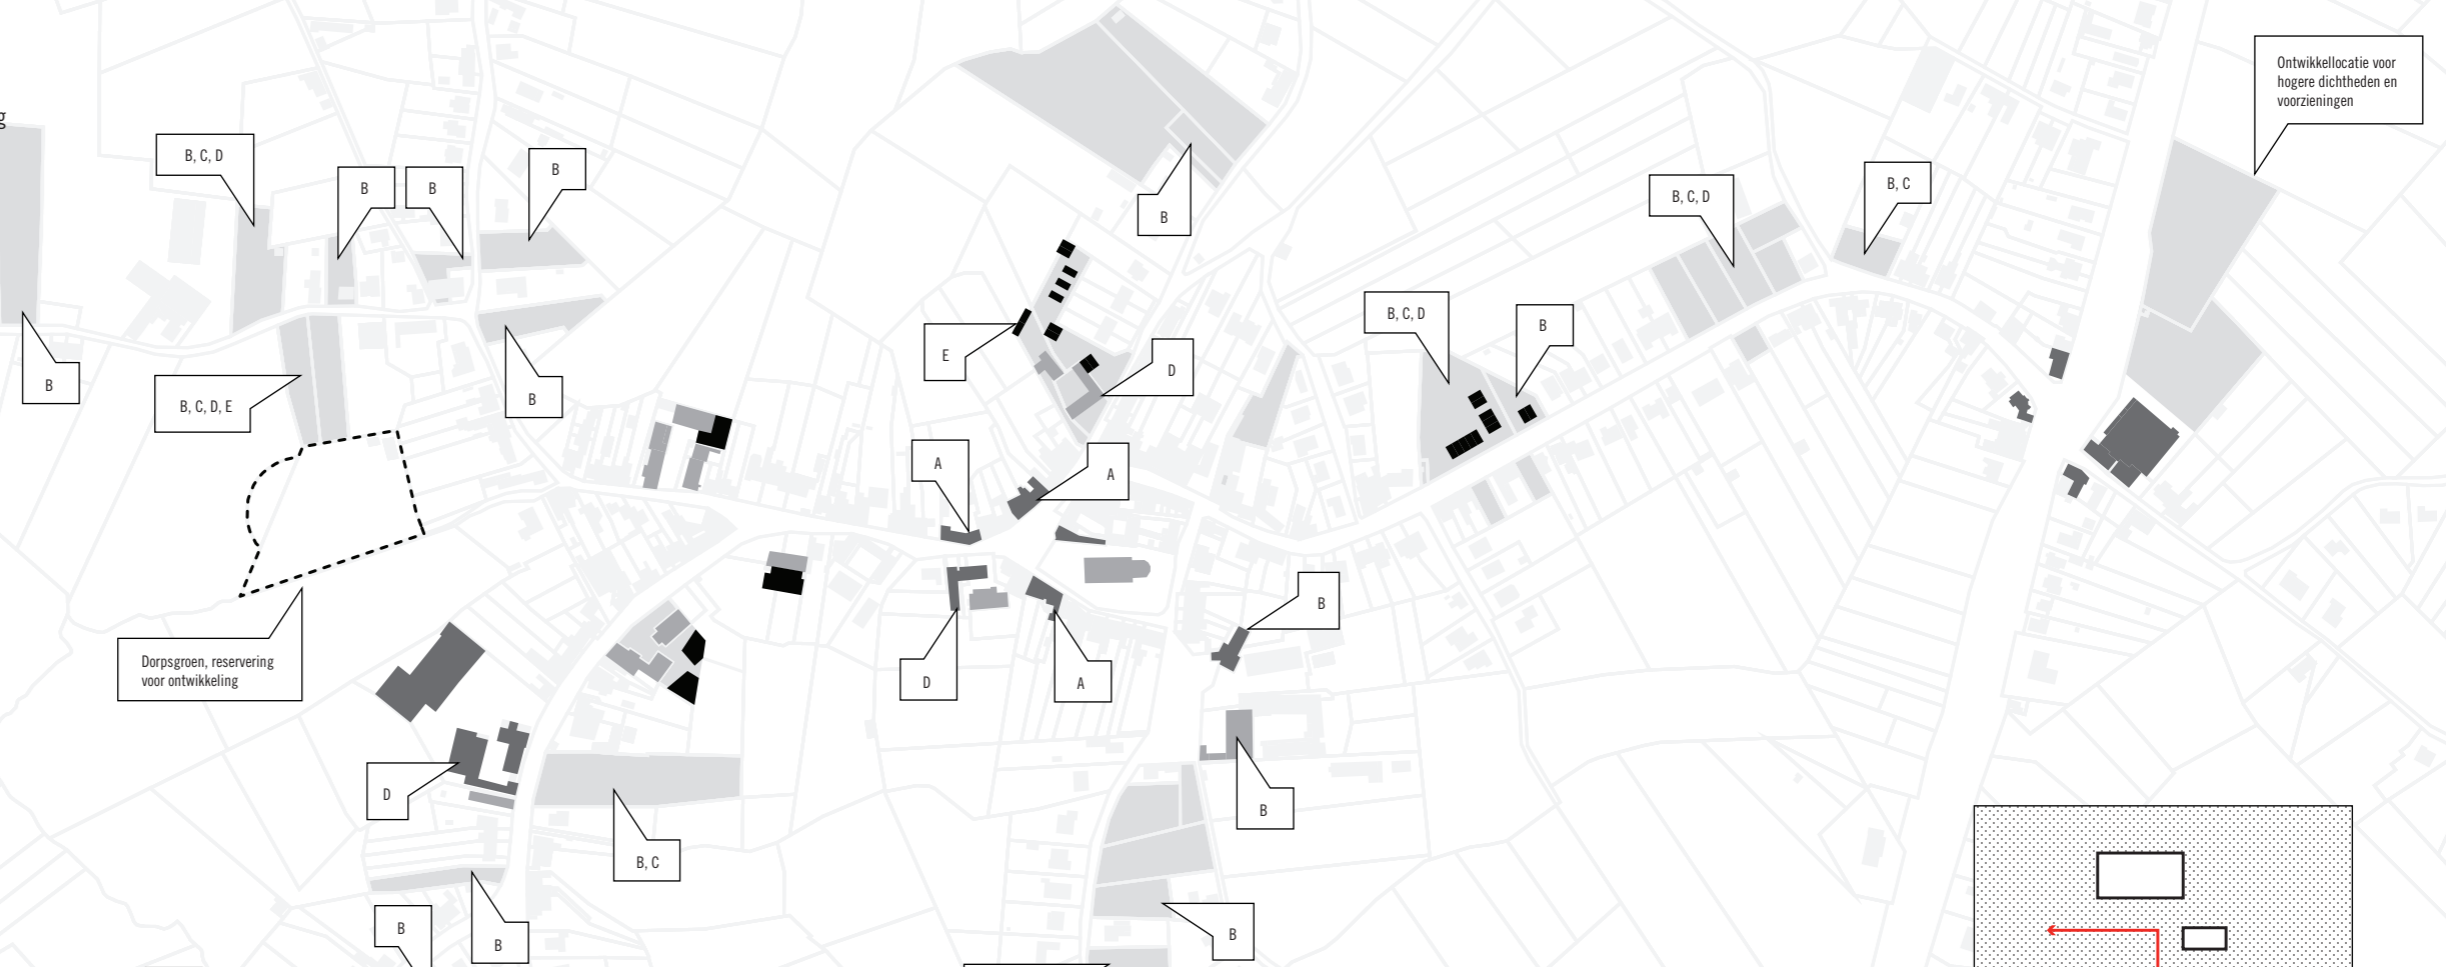 Ontwikkellocatie voor
hogere dichtheden en
voorzieningen
g
B, C, D
B
B
B
B
B, C, D
B, C
B, C, D
B
E
D
B
B, C, D, E
B
A
A
B
Dorpsgroen, reservering
voor ontwikkeling
D
A
D
B
B, C
B
B
B